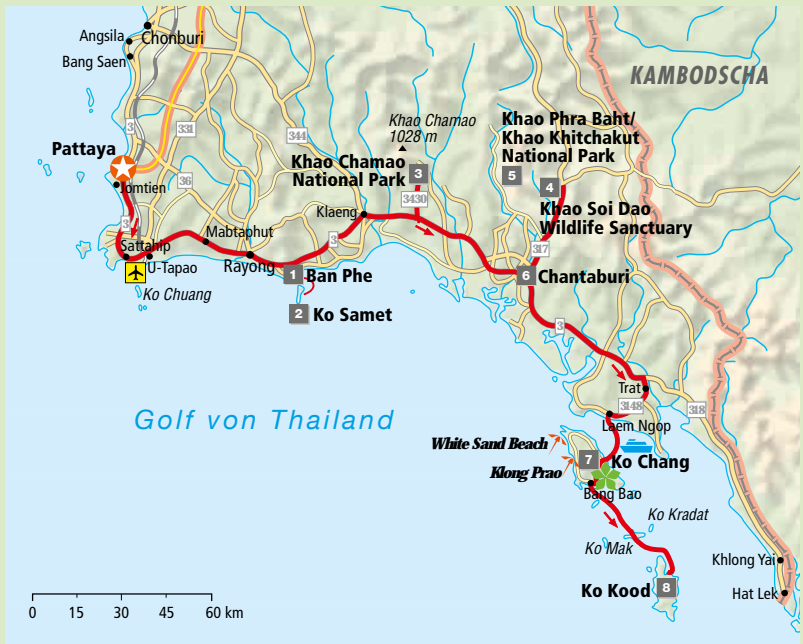 Angsila
Chonburi
Bang Saen
KAMBODSCHA
3
331
344
Khao Chamao
1028 m
Khao Phra Baht/
Khao Khitchakut
National Park
Pattaya
Khao Chamao
National Park
3
5
4
Jomtien
36
3430
Khao Soi Dao
Wildlife Sanctuary
Klaeng
3
Mabtaphut
3
317
Sattahip
U-Tapao
Rayong
1
Ban Phe
6
Chantaburi
Ko Chuang
2
Ko Samet
3
Trat
3148
318
Golf von Thailand
Laem Ngop
White Sand Beach
7
Ko Chang
Klong Prao
Bang Bao
Ko Kradat
Ko Mak
Khlong Yai
Ko Kood
8
Hat Lek
0 15 30 45 60 km